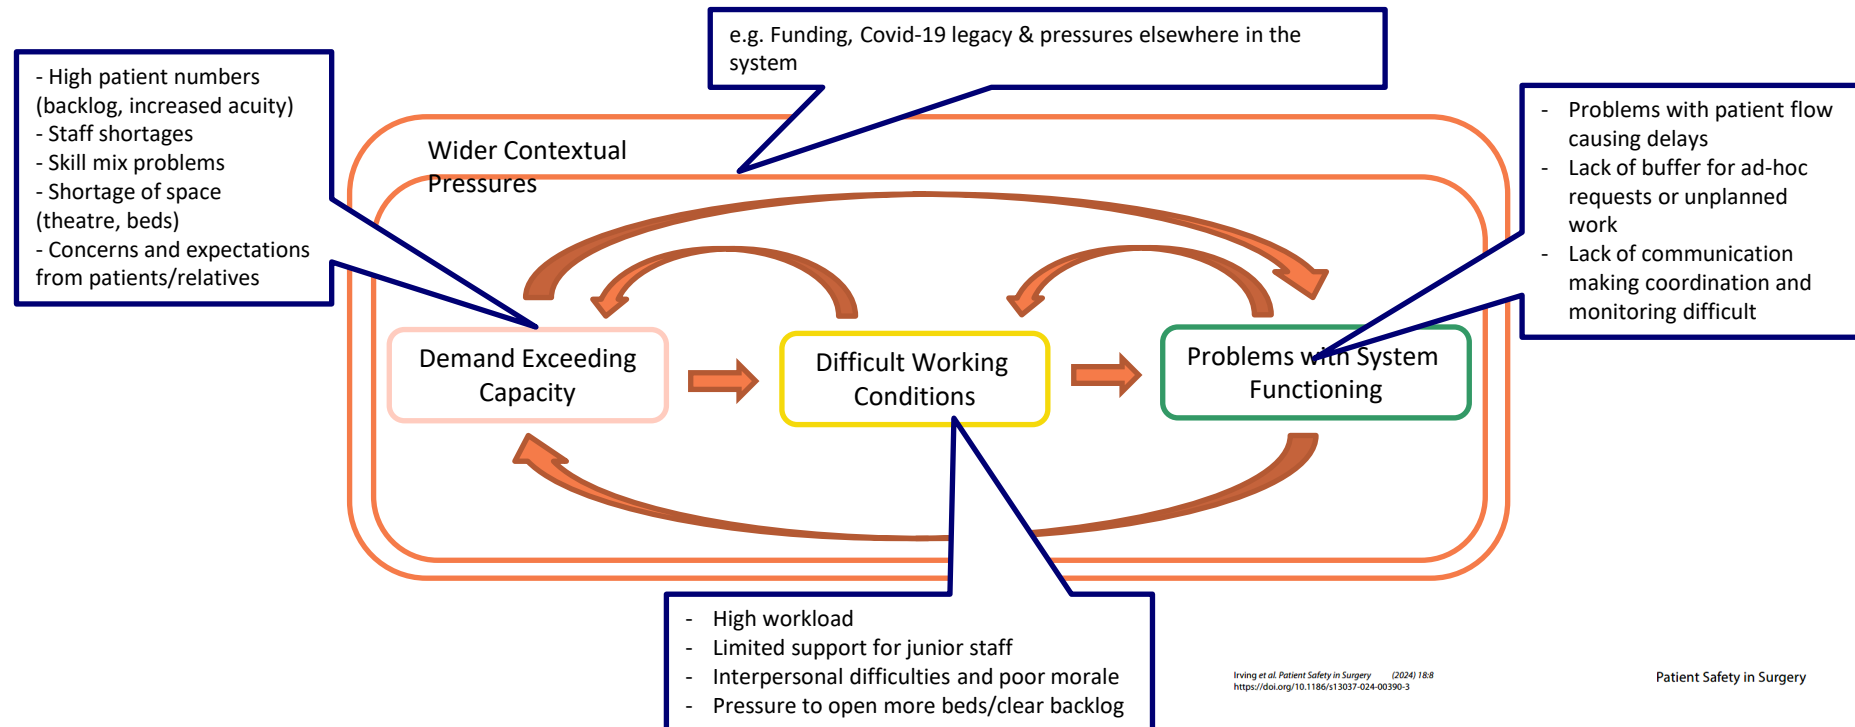 e.g. Funding, Covid-19 legacy & pressures elsewhere in the
system
- High patient numbers
(backlog, increased acuity)
- Staff shortages
- Skill mix problems
- Shortage of space
(theatre, beds)
- Concerns and expectations
from patients/relatives
- Problems with patient flow
causing delays
- Lack of buffer for ad-hoc
requests or unplanned
work
- Lack of communication
making coordination and
monitoring difficult
Wider Contextual
Pressures
Demand Exceeding
Capacity
Difficult Working
Conditions
Problems with System
Functioning
- High workload
- Limited support for junior staff
- Interpersonal difficulties and poor morale
- Pressure to open more beds/clear backlog
Irving et al. Patient Safety in Surgery (2024) 18:8
https://doi.org/10.1186/s13037-024-00390-3
Patient Safety in Surgery